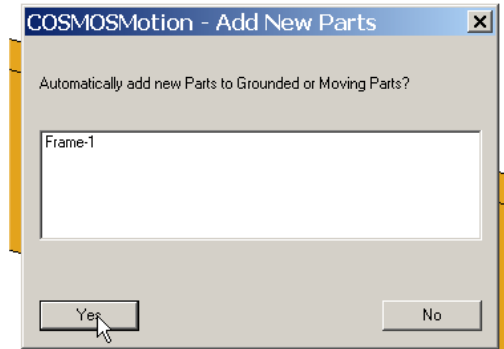 COSMOSMotion - Add New Parts
Automatically add new Parts to Grounded or Moving Parts?
Frame-1
Yes
No